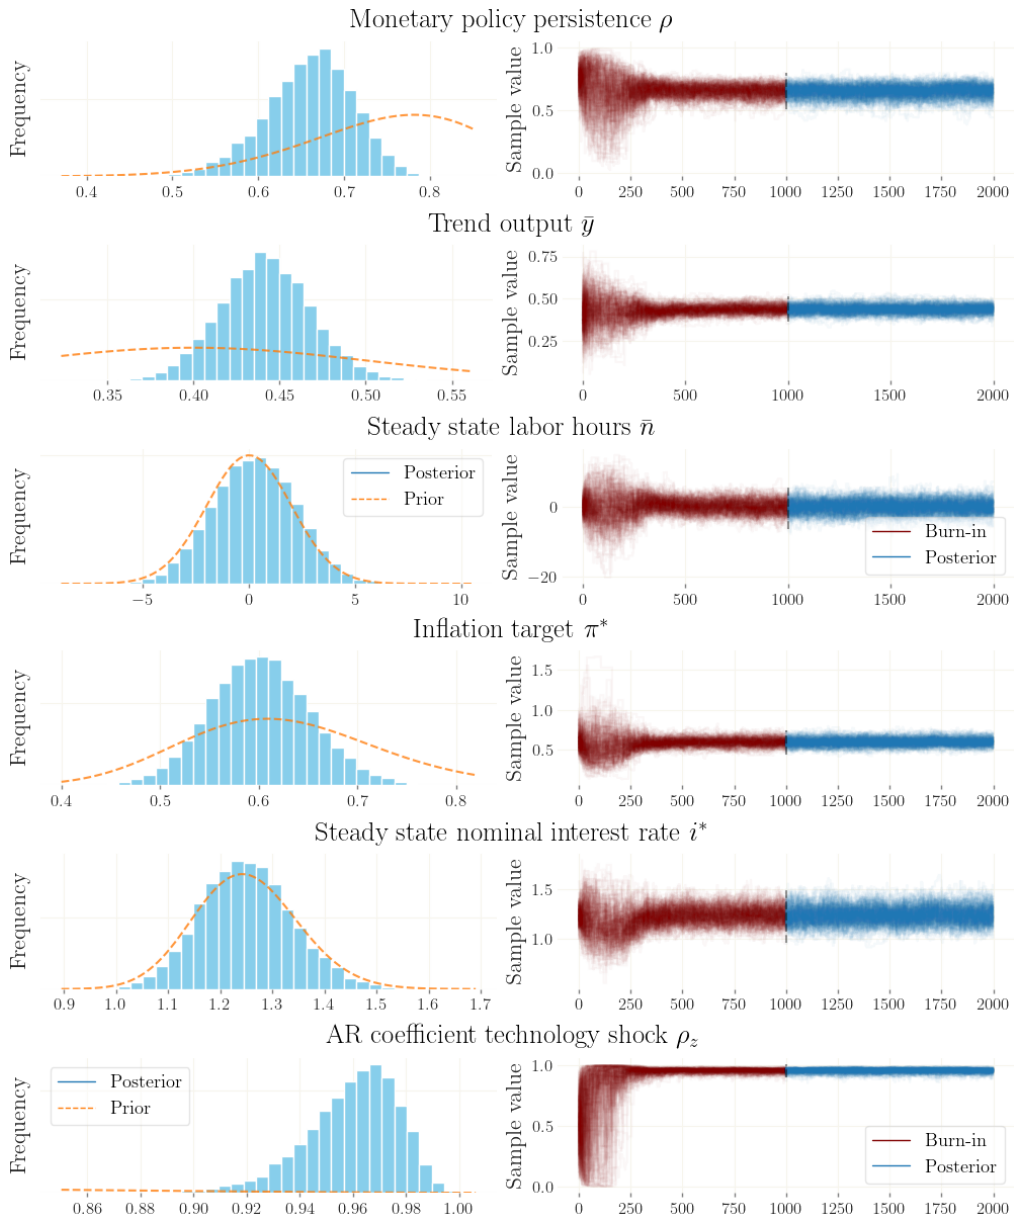 Monetary policy persistence ρ
Frequency
0.4 0.5 0.6 0.7 0.8
Sample value
1.0
0.5
0.0
0 250 500 750 1000 1250 1500 1750 2000
Trend output ȳ
Frequency
0.35 0.40 0.45 0.50 0.55
Sample value
0.75
0.50
0.25
0 500 1000 1500 2000
Steady state labor hours n̄
Frequency
Posterior
Prior
−5 0 5 10
Sample value
0
−20
Burn-in
Posterior
0 500 1000 1500 2000
Inflation target π*
Frequency
0.4 0.5 0.6 0.7 0.8
Sample value
1.5
1.0
0.5
0 250 500 750 1000 1250 1500 1750 2000
Steady state nominal interest rate i*
Frequency
0.9 1.0 1.1 1.2 1.3 1.4 1.5 1.6 1.7
Sample value
1.5
1.0
0 250 500 750 1000 1250 1500 1750 2000
AR coefficient technology shock ρ_z
Frequency
Posterior
Prior
0.86 0.88 0.90 0.92 0.94 0.96 0.98 1.00
Sample value
1.0
0.5
0.0
Burn-in
Posterior
0 250 500 750 1000 1250 1500 1750 2000